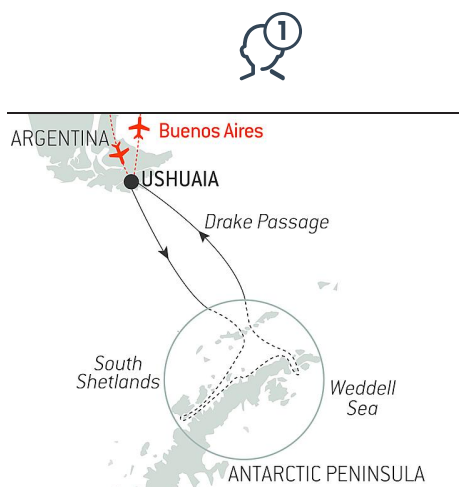 1
ARGENTINA
Buenos Aires
USHUAIA
Drake Passage
South
Shetlands
Weddell
Sea
ANTARCTIC PENINSULA